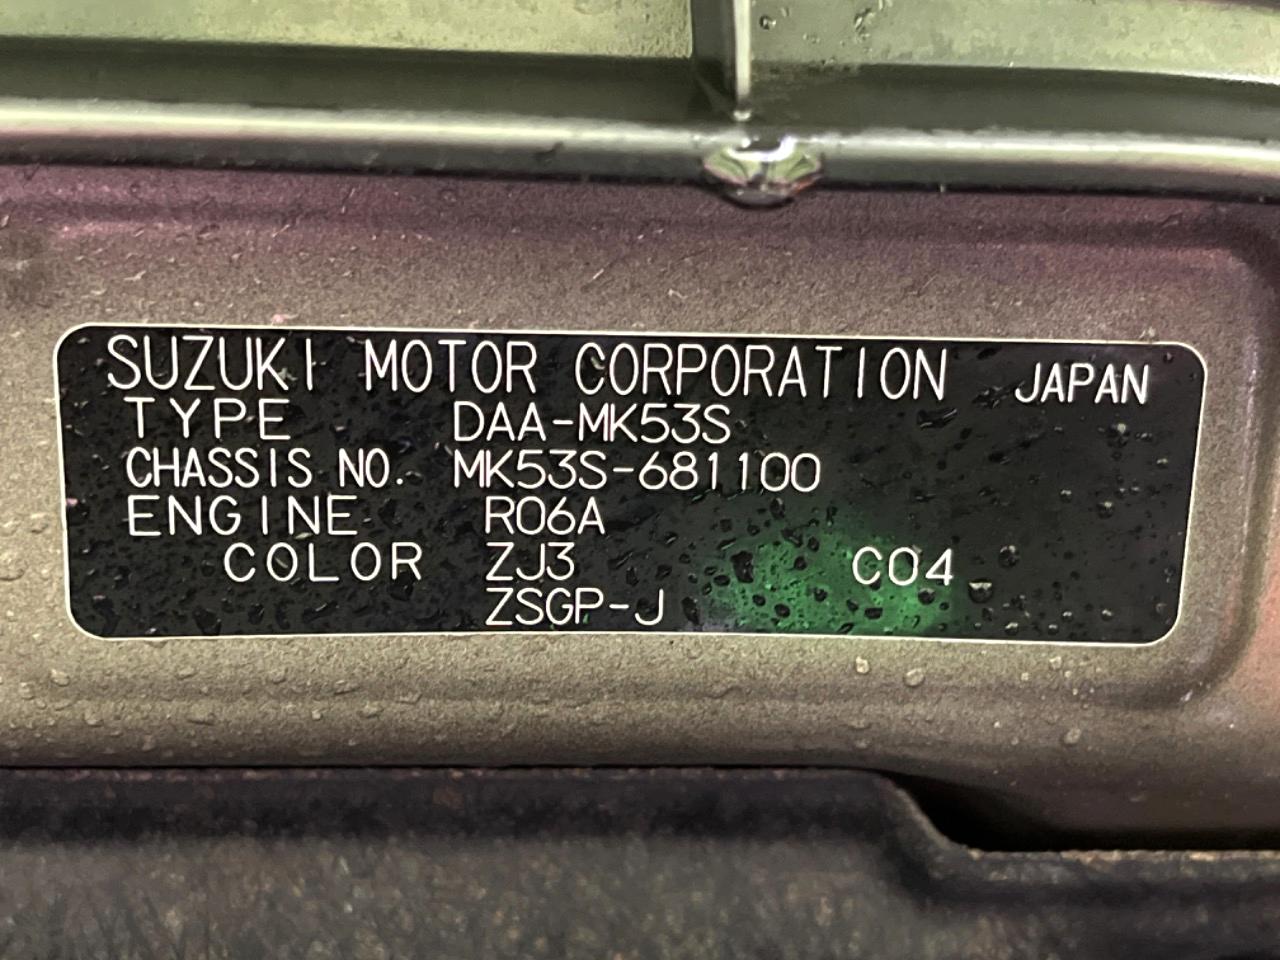 SUZUKI MOTOR CORPORATION JAPAN
TYPE DAA-MK53S
CHASSIS NO. MK53S-681100
ENGINE R06A
COLOR ZJ3 C04
ZSGP-J